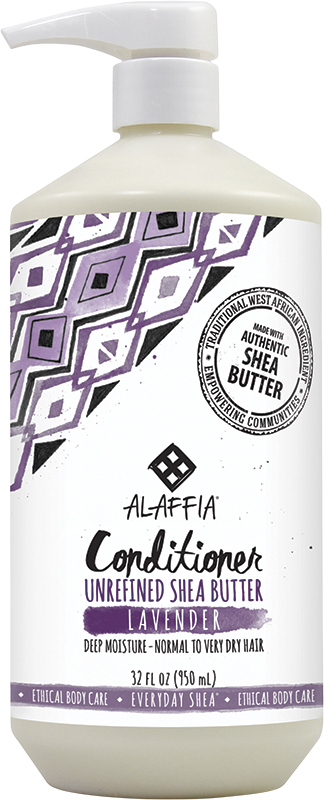 TRADITIONAL WEST AFRICAN INGREDIENT
MADE WITH
AUTHENTIC
SHEA
BUTTER
EMPOWERING COMMUNITIES
ALAFFIA®
Conditioner
UNREFINED SHEA BUTTER
LAVENDER
DEEP MOISTURE - NORMAL TO VERY DRY HAIR
32 FL OZ (950 mL)
• ETHICAL BODY CARE • EVERYDAY SHEA® • ETHICAL BODY CARE •